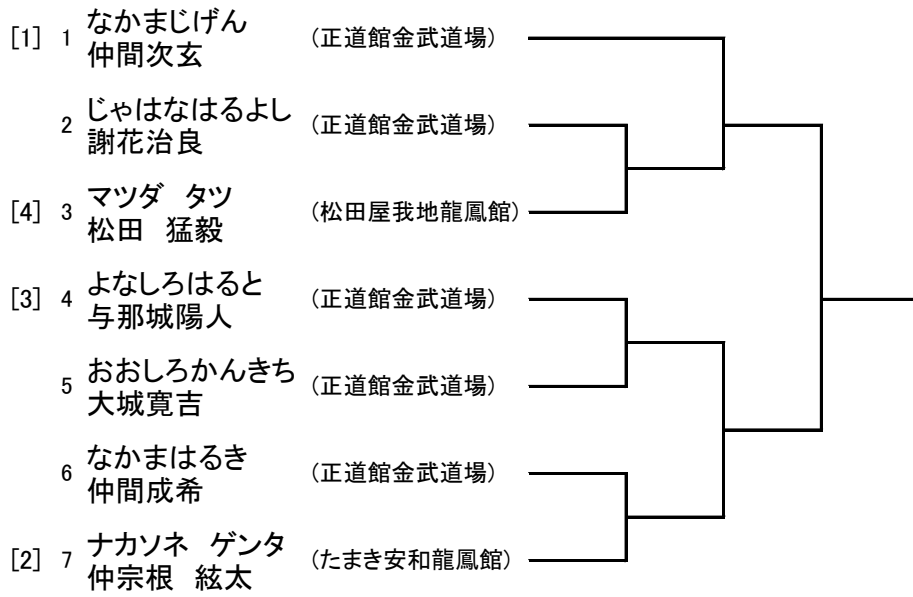 なかまじげん
[1] 1 仲間次玄 (正道館金武道場)
じゃはなはるよし
2 謝花治良 (正道館金武道場)
マツダ タツ
[4] 3 松田 猛毅 (松田屋我地龍鳳館)
よなしろはると
[3] 4 与那城陽人 (正道館金武道場)
おおしろかんきち
5 大城寛吉 (正道館金武道場)
なかまはるき
6 仲間成希 (正道館金武道場)
ナカソネ ゲンタ
[2] 7 仲宗根 絃太 (たまき安和龍鳳館)